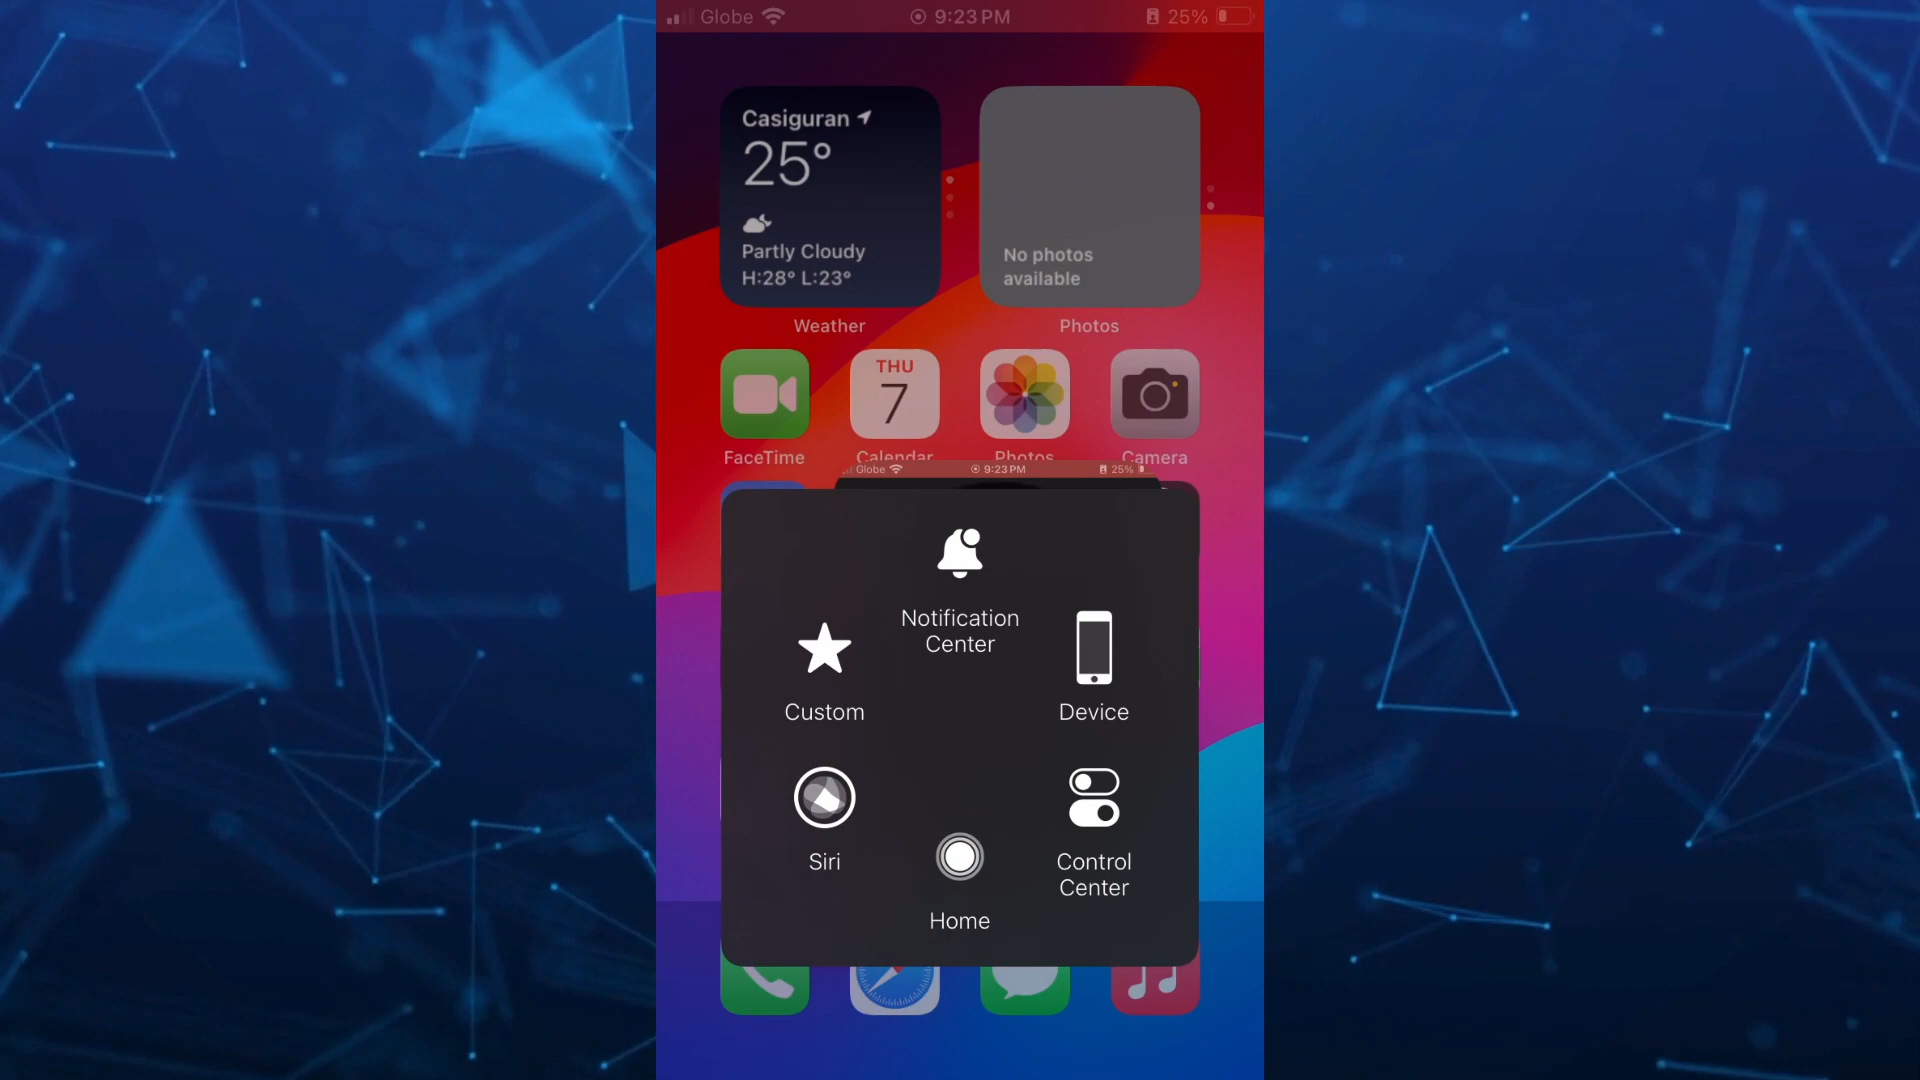 Globe 9:23 PM 25%
Casiguran
25°
Partly Cloudy
H:28° L:23°
No photos
available
Weather Photos
THU
7
FaceTime Calendar Photos Camera
Globe 9:23 PM 25%
Notification
Center
Custom Device
Siri Control
Center
Home